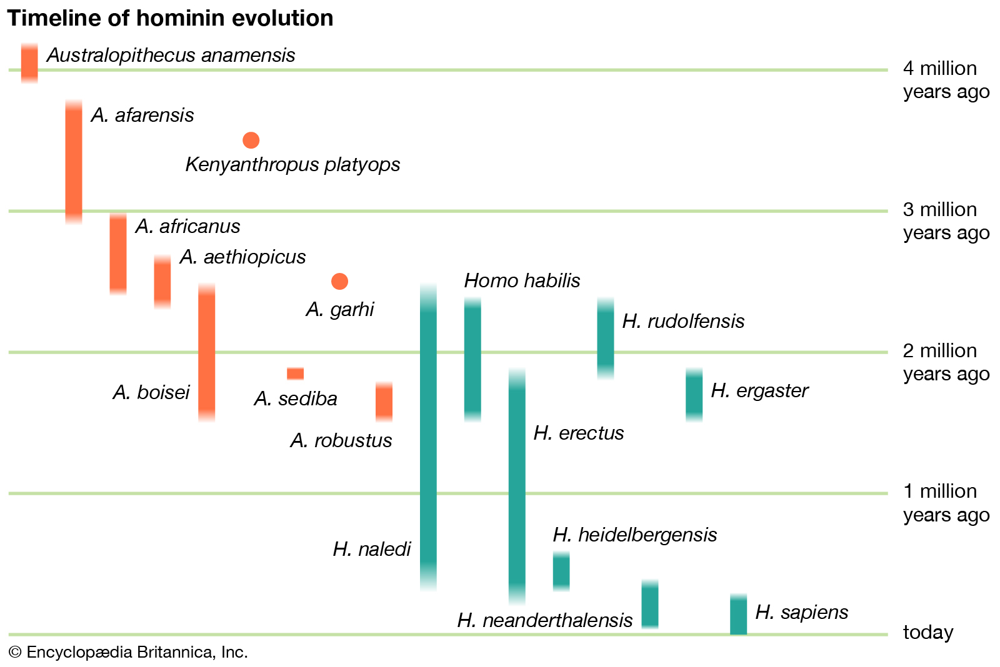 Timeline of hominin evolution
Australopithecus anamensis
4 million
years ago
A. afarensis
Kenyanthropus platyops
3 million
years ago
A. africanus
A. aethiopicus
Homo habilis
A. garhi
H. rudolfensis
2 million
years ago
A. boisei
A. sediba
H. ergaster
A. robustus
H. erectus
1 million
years ago
H. heidelbergensis
H. naledi
H. neanderthalensis
H. sapiens
today
© Encyclopædia Britannica, Inc.